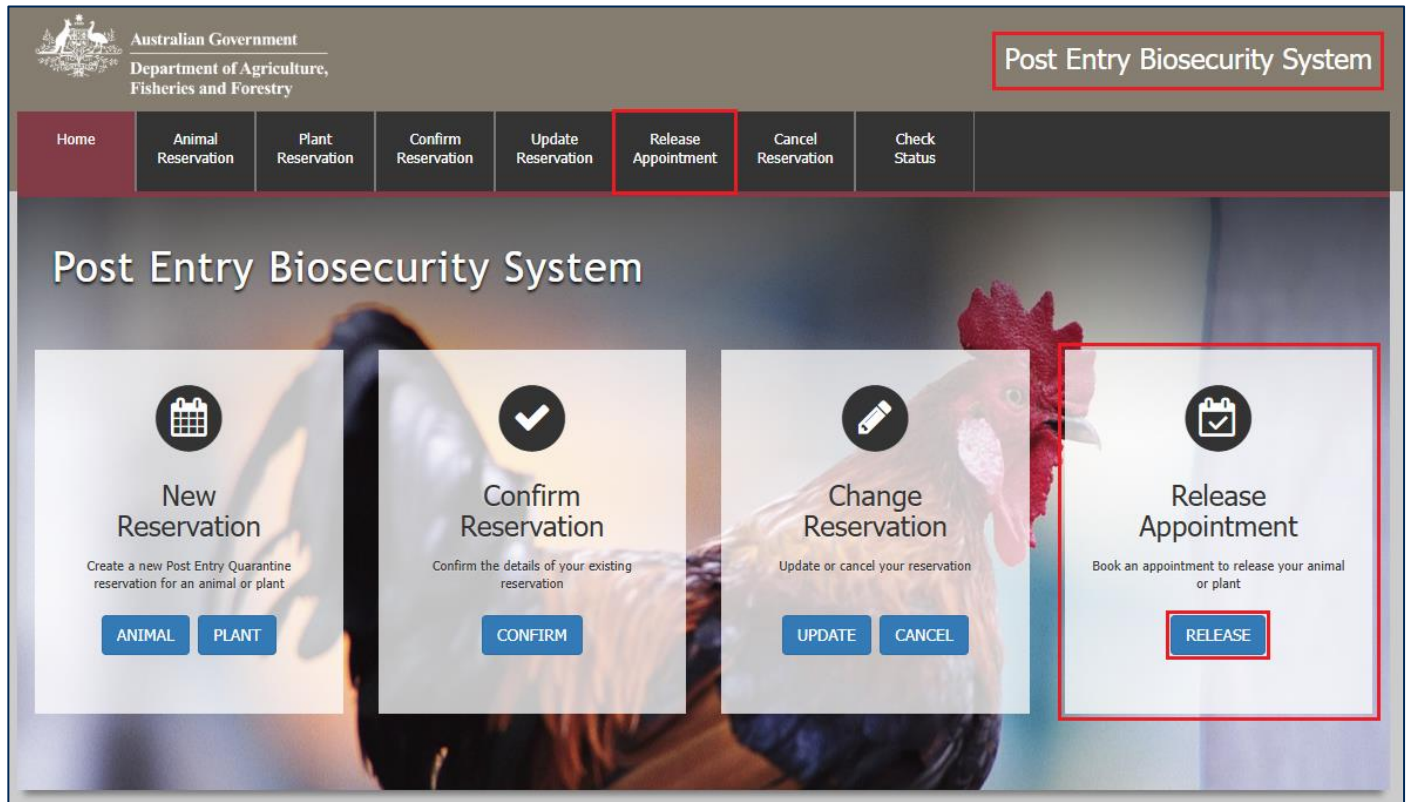 Australian Government
Department of Agriculture,
Fisheries and Forestry
Post Entry Biosecurity System
Home
Animal
Reservation
Plant
Reservation
Confirm
Reservation
Update
Reservation
Release
Appointment
Cancel
Reservation
Check
Status
Post Entry Biosecurity System
New
Reservation
Create a new Post Entry Quarantine
reservation for an animal or plant
ANIMAL
PLANT
Confirm
Reservation
Confirm the details of your existing
reservation
CONFIRM
Change
Reservation
Update or cancel your reservation
UPDATE
CANCEL
Release
Appointment
Book an appointment to release your animal
or plant
RELEASE